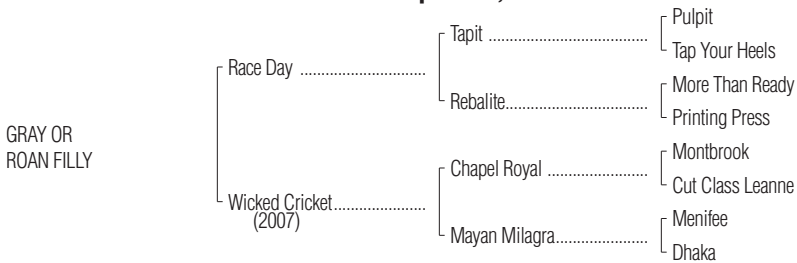 Pulpit
Tapit ................................................
Tap Your Heels
Race Day ..............................
More Than Ready
Rebalite...........................................
Printing Press
GRAY OR
ROAN FILLY
Montbrook
Chapel Royal ..............................
Cut Class Leanne
Wicked Cricket......................
(2007)
Menifee
Mayan Milagra......................
Dhaka